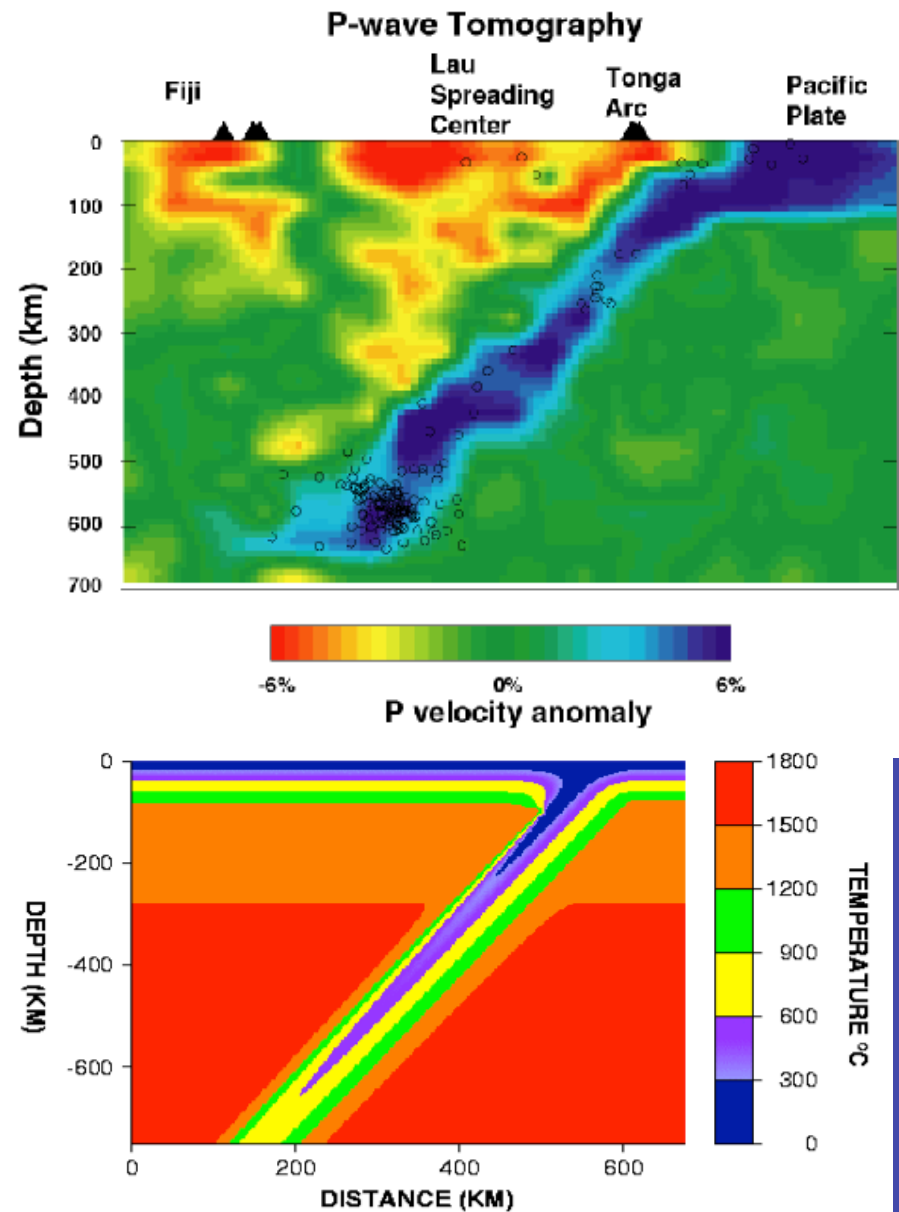 P-wave Tomography
Fiji
Lau
Spreading
Center
Tonga
Arc
Pacific
Plate
0
100
200
300
400
500
600
700
Depth (km)
-6%
0%
6%
P velocity anomaly
0
-200
-400
-600
DEPTH (KM)
0
200
400
600
DISTANCE (KM)
1800
1500
1200
900
600
300
0
TEMPERATURE ºC